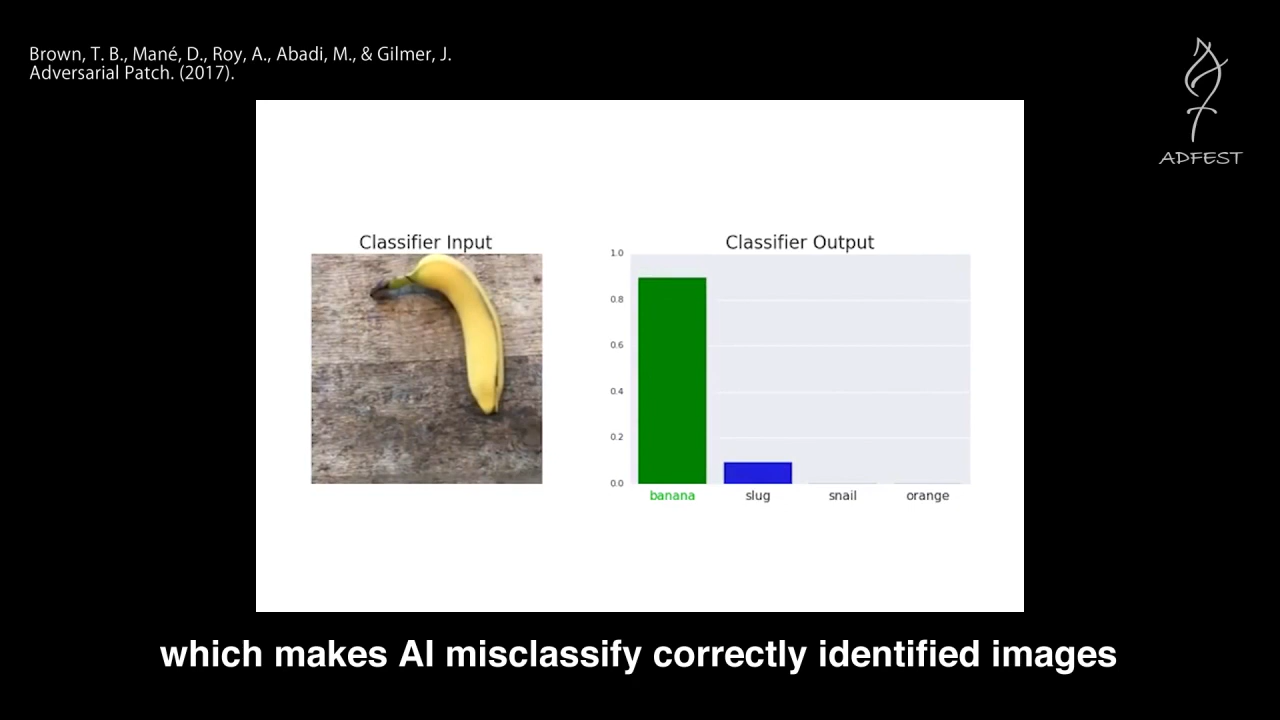 Brown, T. B., Mané, D., Roy, A., Abadi, M., & Gilmer, J.
Adversarial Patch. (2017).
ADFEST
Classifier Input
Classifier Output
1.0
0.8
0.6
0.4
0.2
0.0
banana
slug
snail
orange
which makes AI misclassify correctly identified images